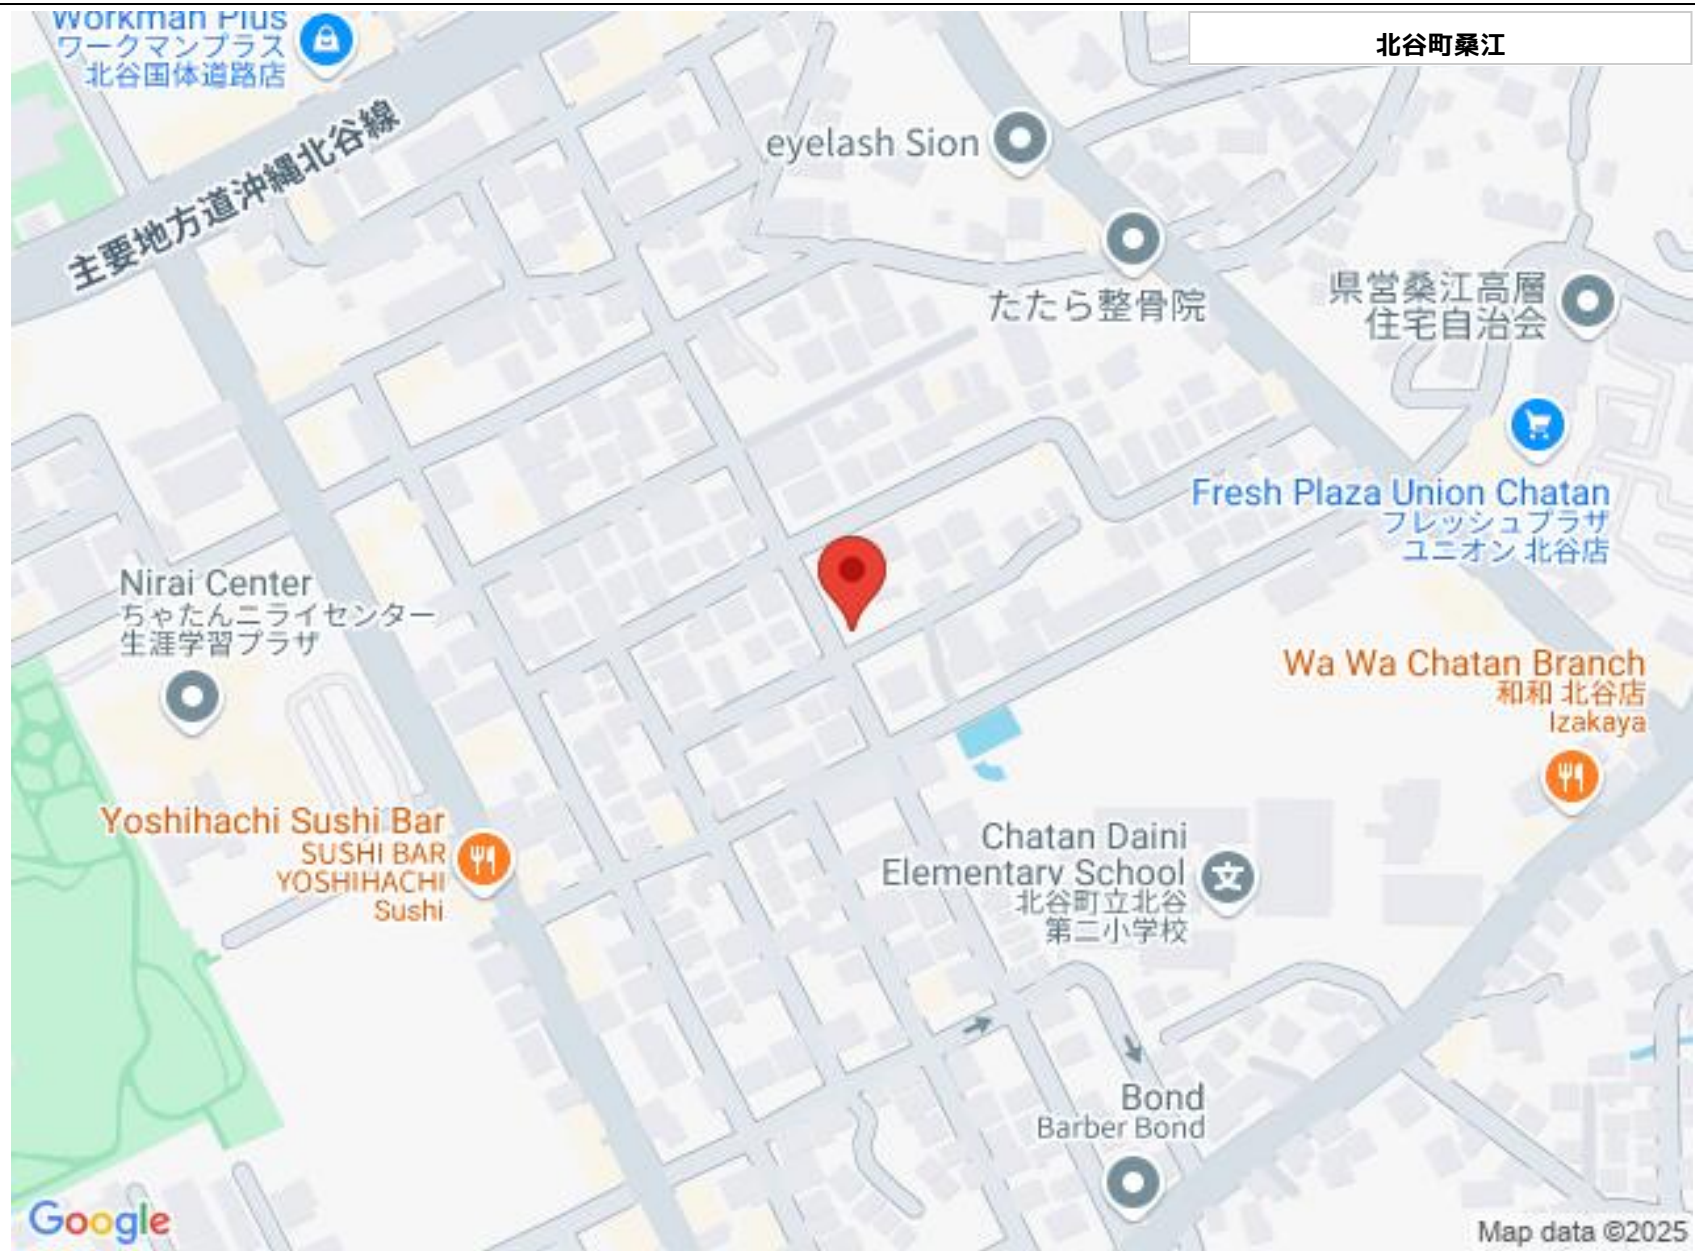 Workman Plus
ワークマンプラス
北谷国体道路店
北谷町桑江
主要地方道沖縄北谷線
eyelash Sion
たたら整骨院
県営桑江高層
住宅自治会
Fresh Plaza Union Chatan
フレッシュプラザ
ユニオン 北谷店
Nirai Center
ちゃたんニライセンター
生涯学習プラザ
Wa Wa Chatan Branch
和和 北谷店
Izakaya
Yoshihachi Sushi Bar
SUSHI BAR
YOSHIHACHI
Sushi
Chatan Daini
Elementary School
北谷町立北谷
第二小学校
文
Bond
Barber Bond
Google
Map data ©2025